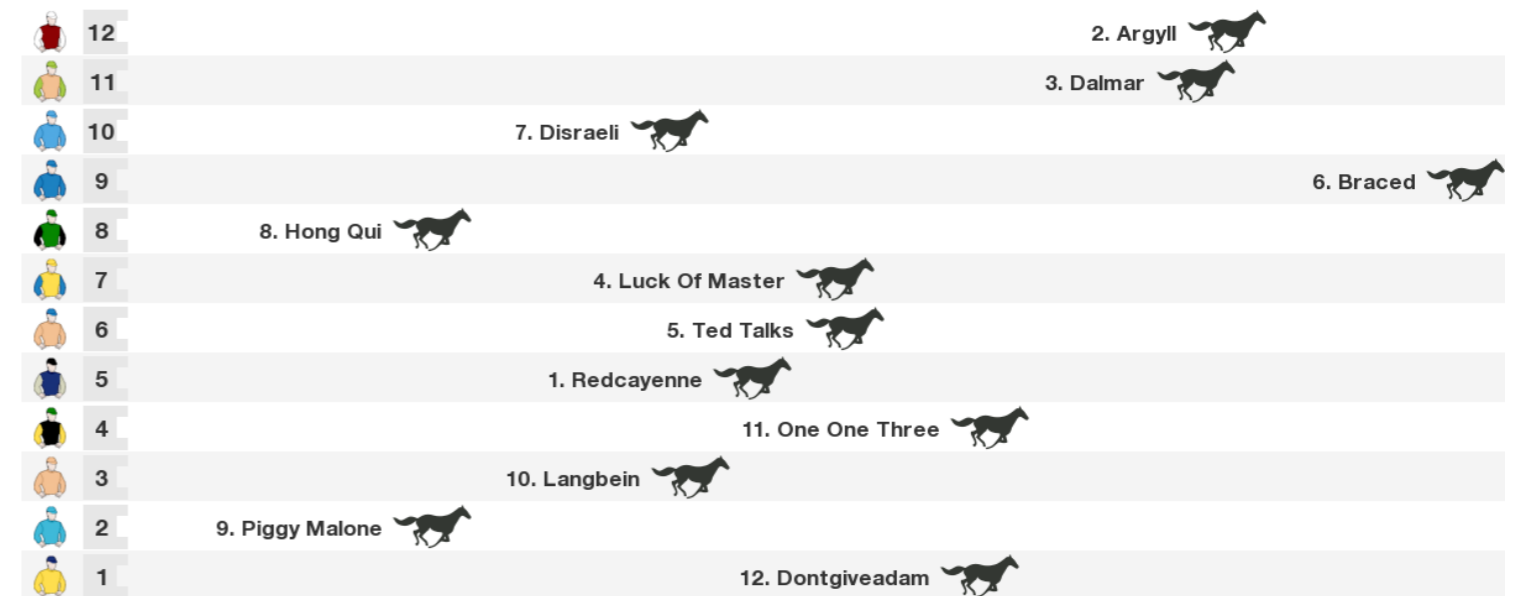 12 2. Argyll
11 3. Dalmar
10 7. Disraeli
9 6. Braced
8 8. Hong Qui
7 4. Luck Of Master
6 5. Ted Talks
5 1. Redcayenne
4 11. One One Three
3 10. Langbein
2 9. Piggy Malone
1 12. Dontgiveadam